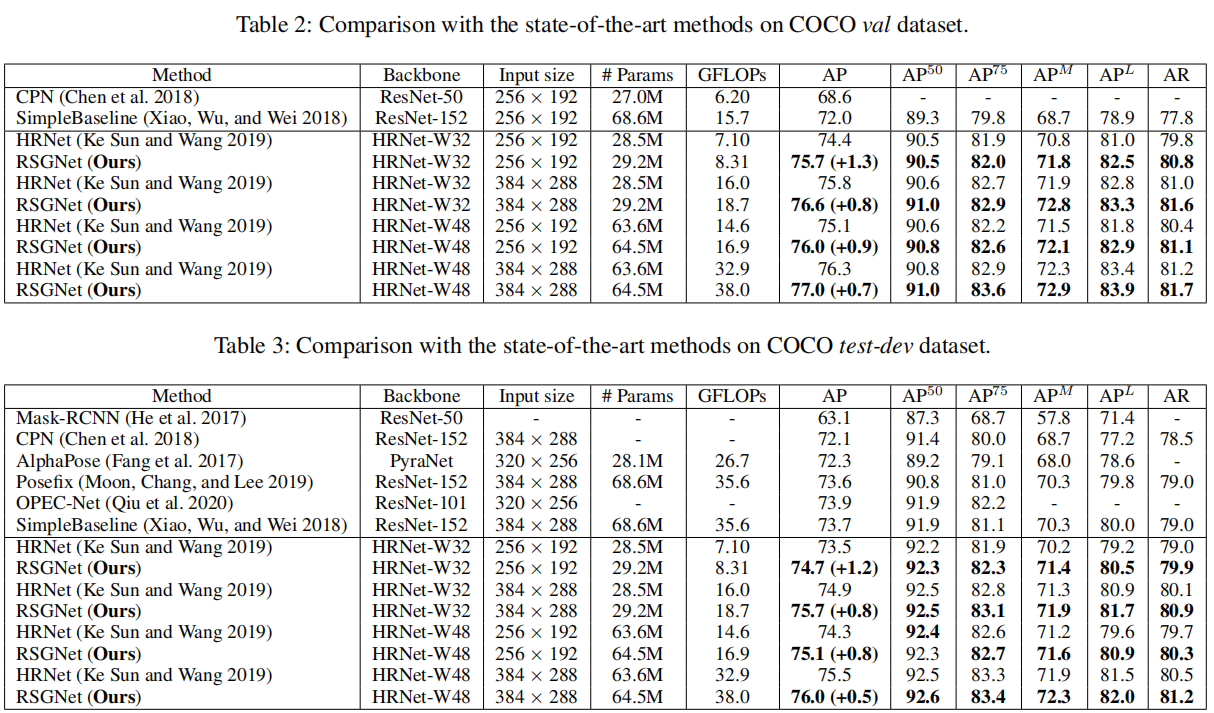 Table 2: Comparison with the state-of-the-art methods on COCO val dataset.
Method Backbone Input size # Params GFLOPs AP AP^50 AP^75 AP^M AP^L AR
CPN (Chen et al. 2018) ResNet-50 256 × 192 27.0M 6.20 68.6 - - - - -
SimpleBaseline (Xiao, Wu, and Wei 2018) ResNet-152 256 × 192 68.6M 15.7 72.0 89.3 79.8 68.7 78.9 77.8
HRNet (Ke Sun and Wang 2019) HRNet-W32 256 × 192 28.5M 7.10 74.4 90.5 81.9 70.8 81.0 79.8
RSGNet (Ours) HRNet-W32 256 × 192 29.2M 8.31 75.7 (+1.3) 90.5 82.0 71.8 82.5 80.8
HRNet (Ke Sun and Wang 2019) HRNet-W32 384 × 288 28.5M 16.0 75.8 90.6 82.7 71.9 82.8 81.0
RSGNet (Ours) HRNet-W32 384 × 288 29.2M 18.7 76.6 (+0.8) 91.0 82.9 72.8 83.3 81.6
HRNet (Ke Sun and Wang 2019) HRNet-W48 256 × 192 63.6M 14.6 75.1 90.6 82.2 71.5 81.8 80.4
RSGNet (Ours) HRNet-W48 256 × 192 64.5M 16.9 76.0 (+0.9) 90.8 82.6 72.1 82.9 81.1
HRNet (Ke Sun and Wang 2019) HRNet-W48 384 × 288 63.6M 32.9 76.3 90.8 82.9 72.3 83.4 81.2
RSGNet (Ours) HRNet-W48 384 × 288 64.5M 38.0 77.0 (+0.7) 91.0 83.6 72.9 83.9 81.7
Table 3: Comparison with the state-of-the-art methods on COCO test-dev dataset.
Method Backbone Input size # Params GFLOPs AP AP^50 AP^75 AP^M AP^L AR
Mask-RCNN (He et al. 2017) ResNet-50 - - - 63.1 87.3 68.7 57.8 71.4 -
CPN (Chen et al. 2018) ResNet-152 384 × 288 - - 72.1 91.4 80.0 68.7 77.2 78.5
AlphaPose (Fang et al. 2017) PyraNet 320 × 256 28.1M 26.7 72.3 89.2 79.1 68.0 78.6 -
Posefix (Moon, Chang, and Lee 2019) ResNet-152 384 × 288 68.6M 35.6 73.6 90.8 81.0 70.3 79.8 79.0
OPEC-Net (Qiu et al. 2020) ResNet-101 320 × 256 - - 73.9 91.9 82.2 - - -
SimpleBaseline (Xiao, Wu, and Wei 2018) ResNet-152 384 × 288 68.6M 35.6 73.7 91.9 81.1 70.3 80.0 79.0
HRNet (Ke Sun and Wang 2019) HRNet-W32 256 × 192 28.5M 7.10 73.5 92.2 81.9 70.2 79.2 79.0
RSGNet (Ours) HRNet-W32 256 × 192 29.2M 8.31 74.7 (+1.2) 92.3 82.3 71.4 80.5 79.9
HRNet (Ke Sun and Wang 2019) HRNet-W32 384 × 288 28.5M 16.0 74.9 92.5 82.8 71.3 80.9 80.1
RSGNet (Ours) HRNet-W32 384 × 288 29.2M 18.7 75.7 (+0.8) 92.5 83.1 71.9 81.7 80.9
HRNet (Ke Sun and Wang 2019) HRNet-W48 256 × 192 63.6M 14.6 74.3 92.4 82.6 71.2 79.6 79.7
RSGNet (Ours) HRNet-W48 256 × 192 64.5M 16.9 75.1 (+0.8) 92.3 82.7 71.6 80.9 80.3
HRNet (Ke Sun and Wang 2019) HRNet-W48 384 × 288 63.6M 32.9 75.5 92.5 83.3 71.9 81.5 80.5
RSGNet (Ours) HRNet-W48 384 × 288 64.5M 38.0 76.0 (+0.5) 92.6 83.4 72.3 82.0 81.2